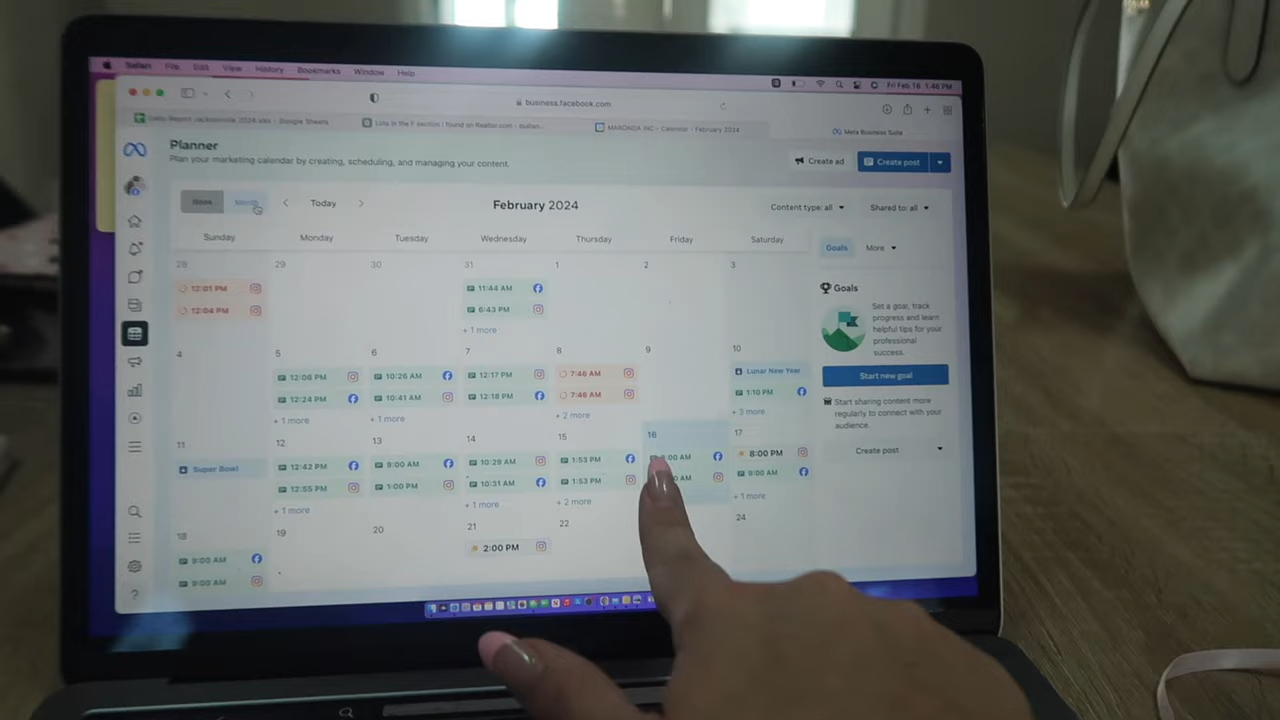 Safari File Edit View History Bookmarks Window Help
Fri Feb 16 1:46 PM
business.facebook.com
Google Sheets
MARONDA INC - Calendar - February 2024
Meta Business Suite
Planner
Plan your marketing calendar by creating, scheduling, and managing your content.
Create ad
Create post
Week
Month
Today
February 2024
Content type: all
Shared to: all
Sunday Monday Tuesday Wednesday Thursday Friday Saturday
Goals
More
28 29 30 31 1 2 3
12:01 PM 11:44 AM
12:04 PM 6:43 PM
+ 1 more
Goals
Set a goal, track
progress and learn
helpful tips for your
professional
success.
Start new goal
Start sharing content more
regularly to connect with your
audience.
Create post
4 5 6 7 8 9 10
12:06 PM 10:26 AM 12:17 PM 7:46 AM Lunar New Year
12:24 PM 10:41 AM 12:18 PM 7:46 AM 1:10 PM
+ 1 more + 1 more + 2 more + 3 more
11 12 13 14 15 16 17
Super Bowl 12:42 PM 9:00 AM 10:29 AM 1:53 PM 8:00 PM
12:55 PM 1:00 PM 10:31 AM 1:53 PM 9:00 AM
+ 1 more + 1 more + 2 more + 1 more
18 19 20 21 22 24
9:00 AM 2:00 PM
9:00 AM